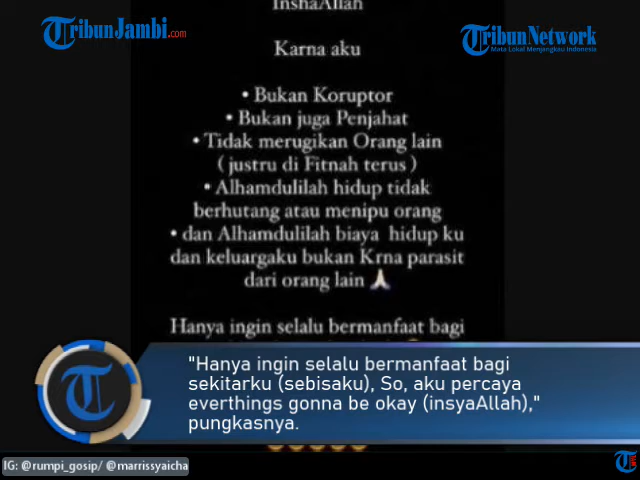 InshaAllah
TribunJambi.com
TribunNetwork
Mata Lokal Menjangkau Indonesia
Karna aku
• Bukan Koruptor
• Bukan juga Penjahat
• Tidak merugikan Orang lain
( justru di Fitnah terus )
• Alhamdulilah hidup tidak
berhutang atau menipu orang
• dan Alhamdulilah biaya hidup ku
dan keluargaku bukan Krna parasit
dari orang lain 🙏🏻
Hanya ingin selalu bermanfaat bagi
"Hanya ingin selalu bermanfaat bagi
sekitarku (sebisaku), So, aku percaya
everthings gonna be okay (insyaAllah),"
pungkasnya.
IG: @rumpi_gosip/ @marrissyaicha